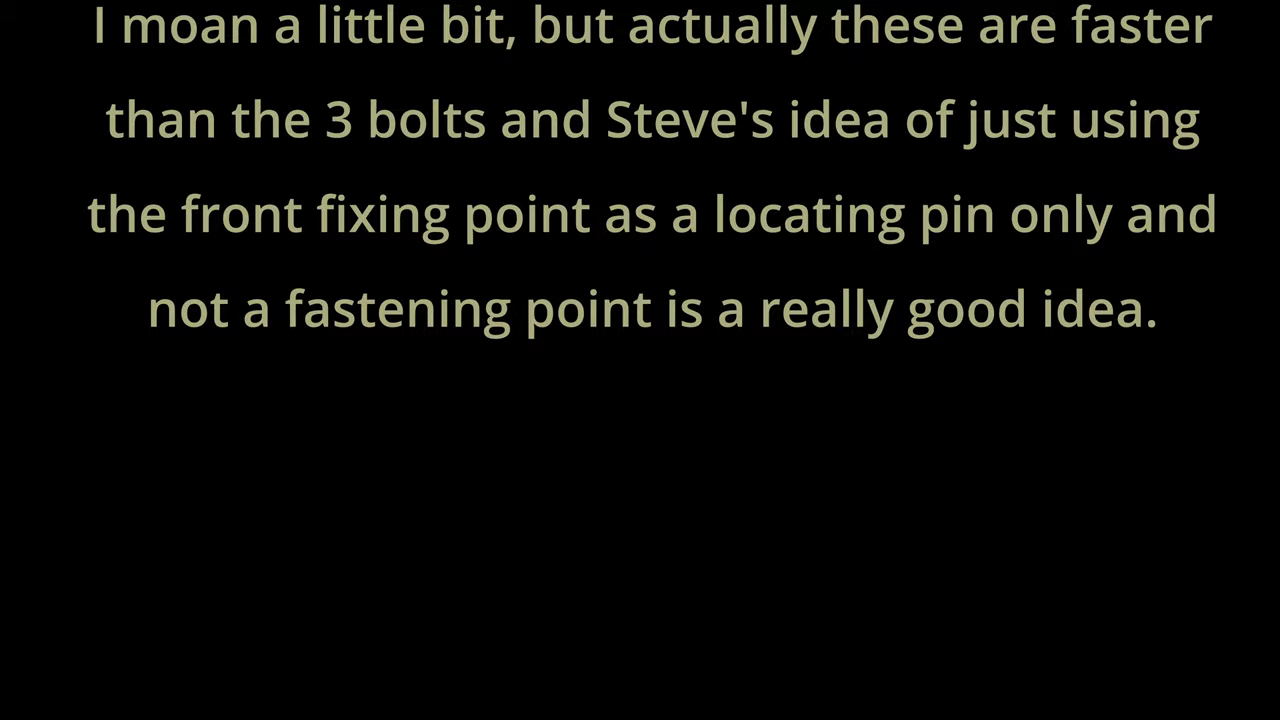 I moan a little bit, but actually these are faster
than the 3 bolts and Steve's idea of just using
the front fixing point as a locating pin only and
not a fastening point is a really good idea.